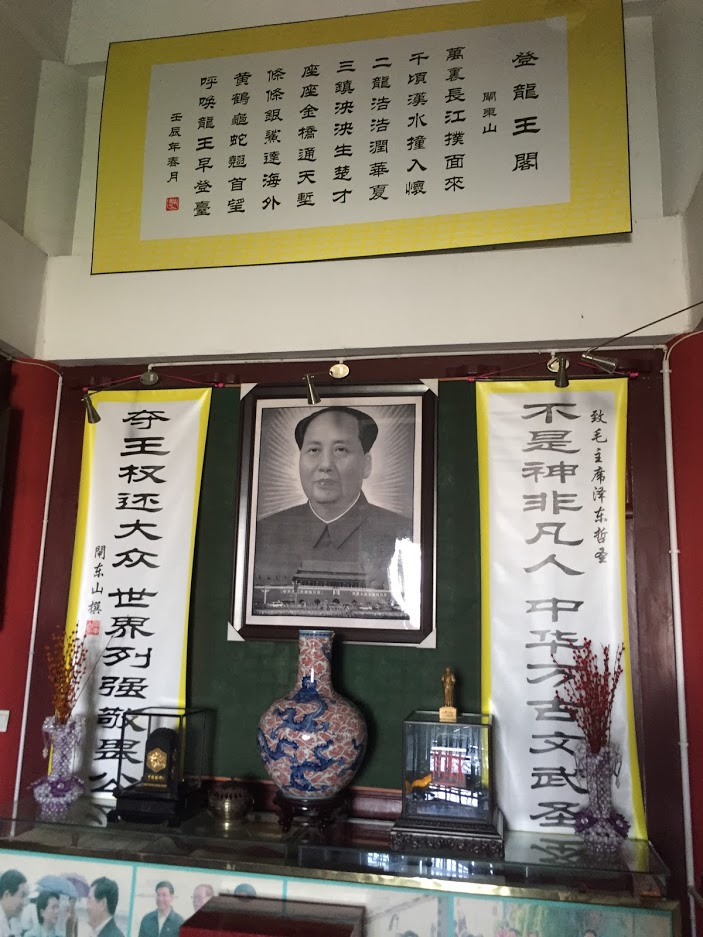 登龍王閣
東山
萬裏長江撲面來
千頃漢水撞入懷
二龍浩浩潤華夏
三鎮泱泱生楚才
座座金橋通天塹
條條銀鯊達海外
黄鶴龜蛇翹首望
呼喚龍王早登臺
壬辰年春月
致毛主席泽东哲圣
不是神非凡人 中华万古文武圣
夺王权还大众 世界列强敬畏公
东山撰